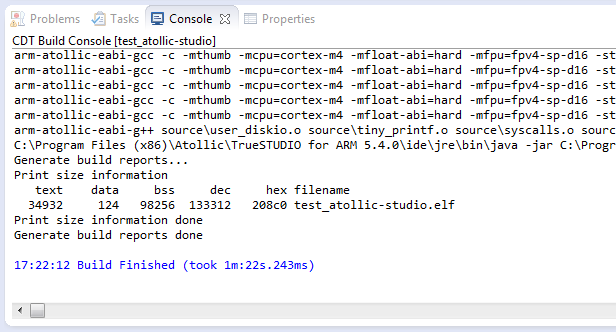 Problems Tasks Console Properties
CDT Build Console [test_atollic-studio]
arm-atollic-eabi-gcc -c -mthumb -mcpu=cortex-m4 -mfloat-abi=hard -mfpu=fpv4-sp-d16 -st
arm-atollic-eabi-gcc -c -mthumb -mcpu=cortex-m4 -mfloat-abi=hard -mfpu=fpv4-sp-d16 -st
arm-atollic-eabi-gcc -c -mthumb -mcpu=cortex-m4 -mfloat-abi=hard -mfpu=fpv4-sp-d16 -st
arm-atollic-eabi-gcc -c -mthumb -mcpu=cortex-m4 -mfloat-abi=hard -mfpu=fpv4-sp-d16 -st
arm-atollic-eabi-gcc -c -mthumb -mcpu=cortex-m4 -mfloat-abi=hard -mfpu=fpv4-sp-d16 -st
arm-atollic-eabi-g++ source\user_diskio.o source\tiny_printf.o source\syscalls.o sourc
C:\Program Files (x86)\Atollic\TrueSTUDIO for ARM 5.4.0\ide\jre\bin\java -jar C:\Progr
Generate build reports...
Print size information
text data bss dec hex filename
34932 124 98256 133312 208c0 test_atollic-studio.elf
Print size information done
Generate build reports done
17:22:12 Build Finished (took 1m:22s.243ms)